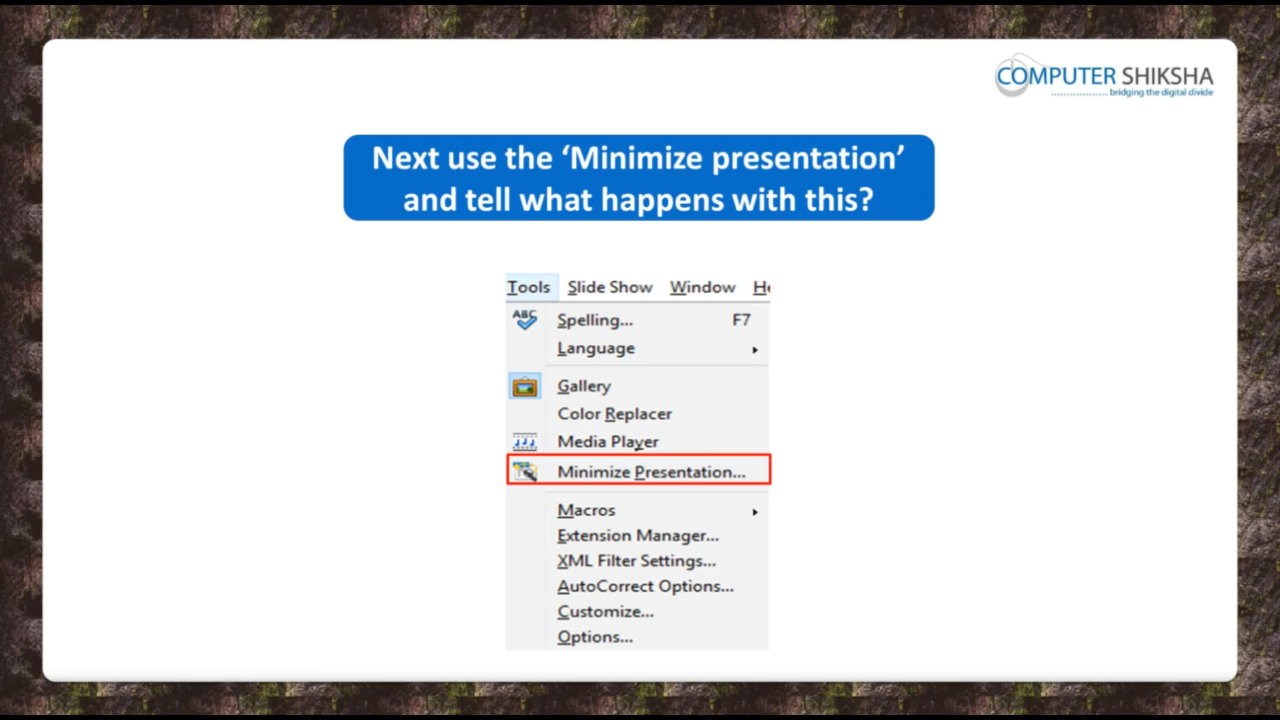 COMPUTER SHIKSHA
bridging the digital divide
Next use the ‘Minimize presentation’
and tell what happens with this?
Tools Slide Show Window
ABC Spelling... F7
Language
Gallery
Color Replacer
Media Player
Minimize Presentation...
Macros
Extension Manager...
XML Filter Settings...
AutoCorrect Options...
Customize...
Options...